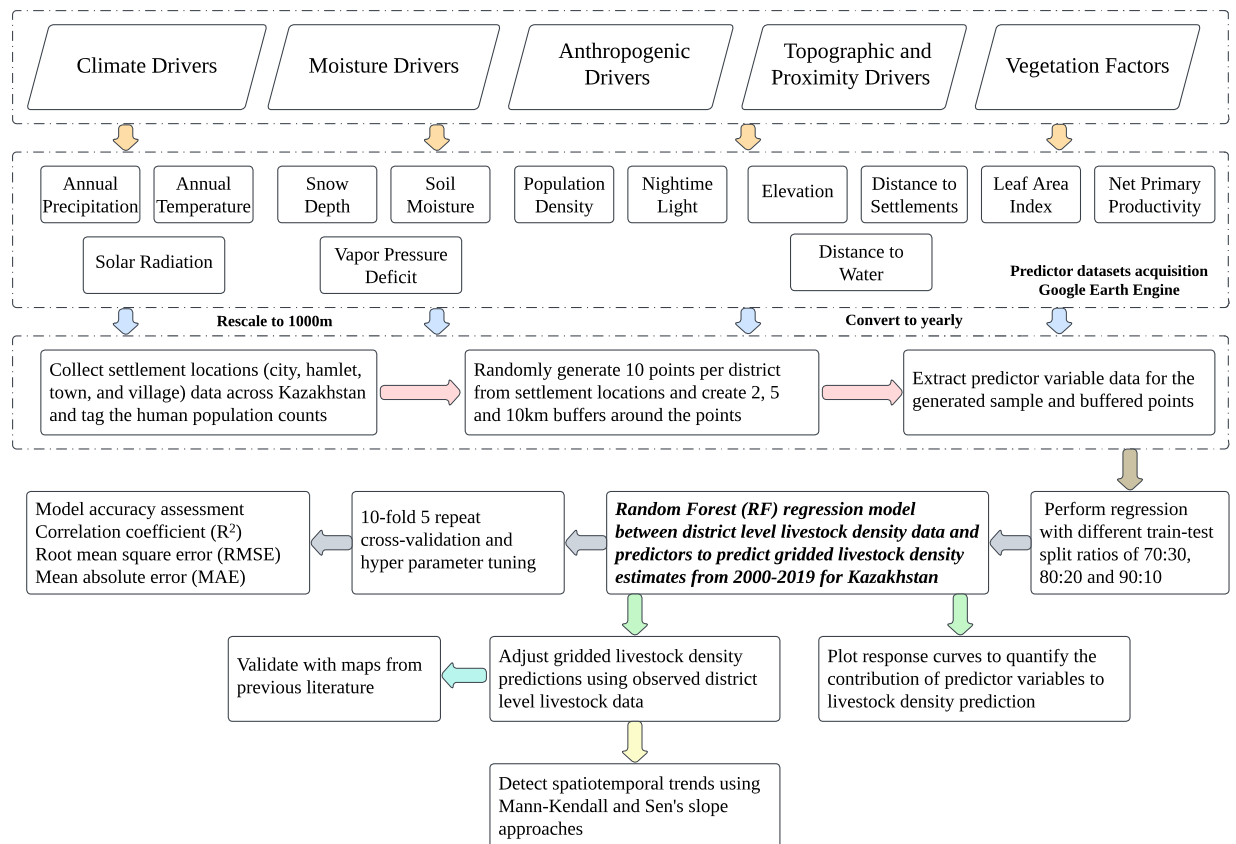 Climate Drivers
Moisture Drivers
Anthropogenic
Drivers
Topographic and
Proximity Drivers
Vegetation Factors
Annual
Precipitation
Annual
Temperature
Snow
Depth
Soil
Moisture
Population
Density
Nightime
Light
Elevation
Distance to
Settlements
Leaf Area
Index
Net Primary
Productivity
Solar Radiation
Vapor Pressure
Deficit
Distance to
Water
Predictor datasets acquisition
Google Earth Engine
Rescale to 1000m
Convert to yearly
Collect settlement locations (city, hamlet,
town, and village) data across Kazakhstan
and tag the human population counts
Randomly generate 10 points per district
from settlement locations and create 2, 5
and 10km buffers around the points
Extract predictor variable data for the
generated sample and buffered points
Perform regression
with different train-test
split ratios of 70:30,
80:20 and 90:10
Random Forest (RF) regression model
between district level livestock density data and
predictors to predict gridded livestock density
estimates from 2000-2019 for Kazakhstan
10-fold 5 repeat
cross-validation and
hyper parameter tuning
Model accuracy assessment
Correlation coefficient (R²)
Root mean square error (RMSE)
Mean absolute error (MAE)
Validate with maps from
previous literature
Adjust gridded livestock density
predictions using observed district
level livestock data
Plot response curves to quantify the
contribution of predictor variables to
livestock density prediction
Detect spatiotemporal trends using
Mann-Kendall and Sen's slope
approaches